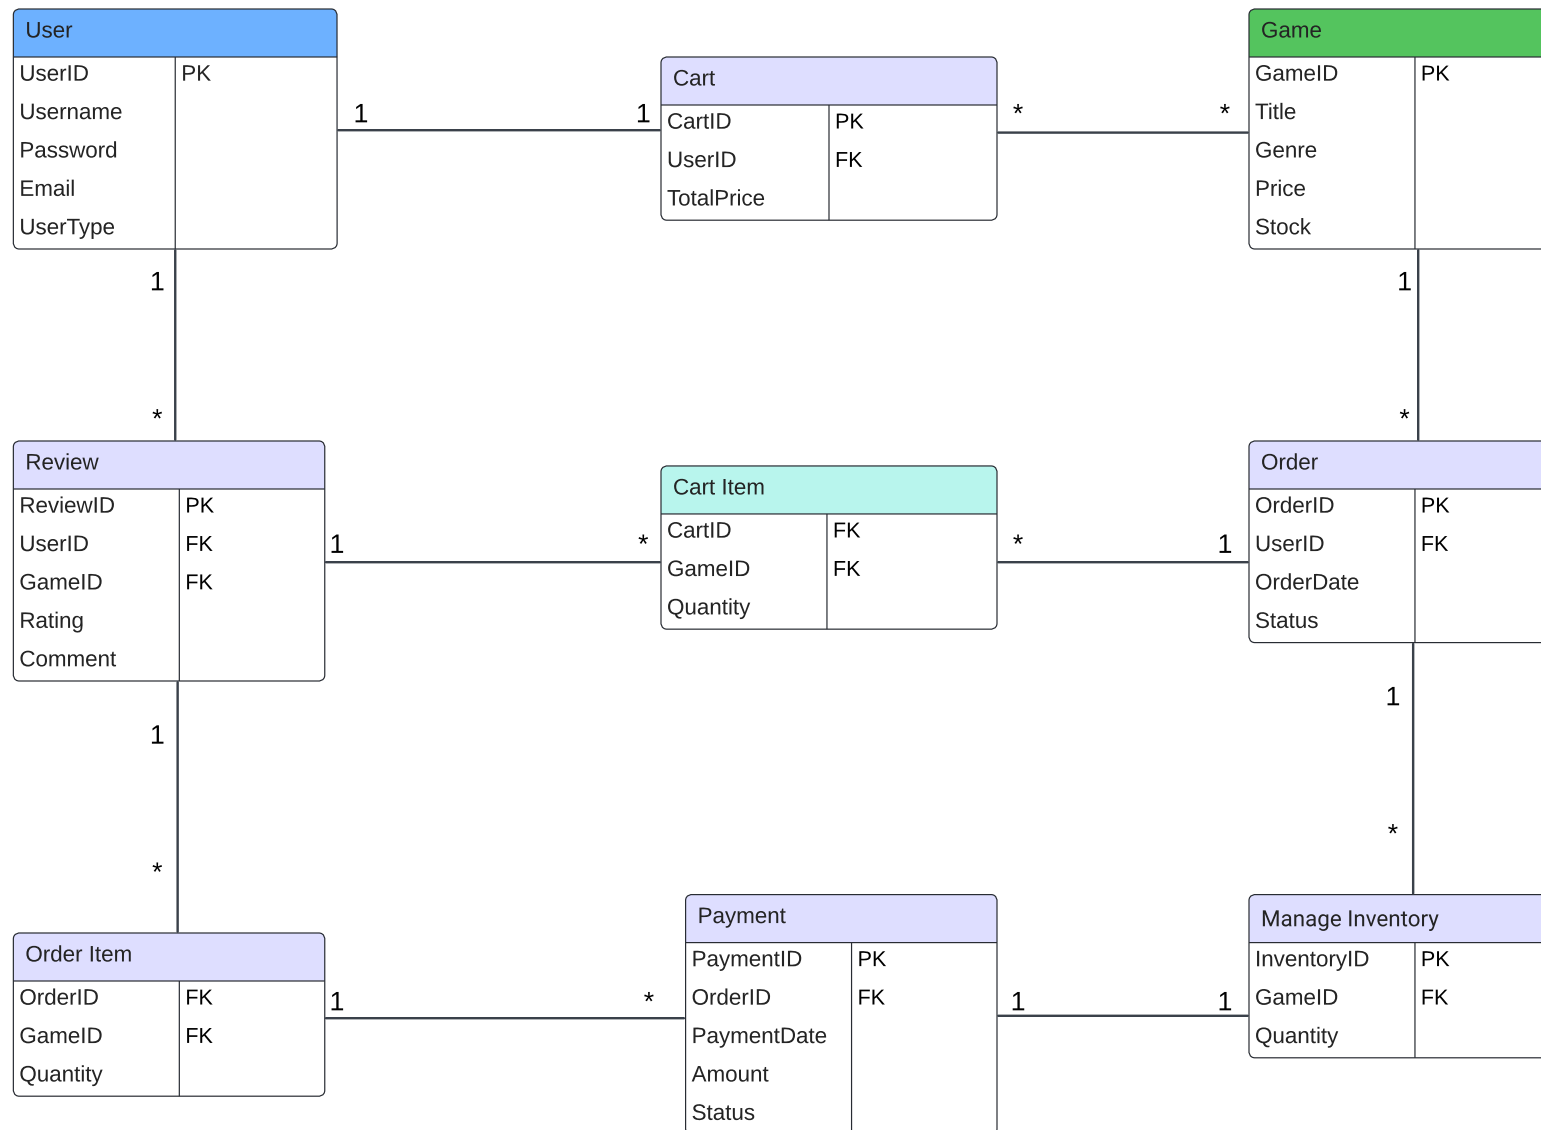 User
UserID PK
Username
Password
Email
UserType
1 1
Cart
CartID PK
UserID FK
TotalPrice
* *
Game
GameID PK
Title
Genre
Price
Stock
1
*
1
*
Review
ReviewID PK
UserID FK
GameID FK
Rating
Comment
1 *
Cart Item
CartID FK
GameID FK
Quantity
* 1
Order
OrderID PK
UserID FK
OrderDate
Status
1
*
1
*
Order Item
OrderID FK
GameID FK
Quantity
1 *
Payment
PaymentID PK
OrderID FK
PaymentDate
Amount
Status
1 1
Manage Inventory
InventoryID PK
GameID FK
Quantity